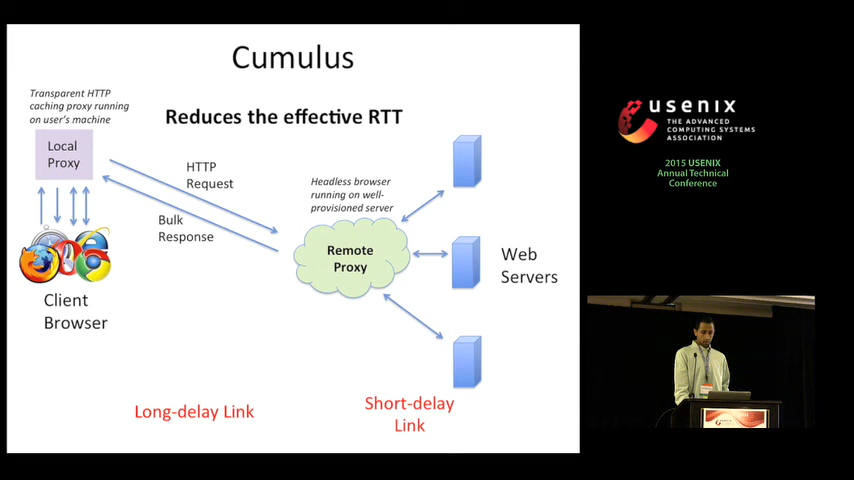 Cumulus
Transparent HTTP
caching proxy running
on user's machine
Reduces the effective RTT
Local
Proxy
HTTP
Request
Bulk
Response
Headless browser
running on well-
provisioned server
Remote
Proxy
Web
Servers
Client
Browser
Long-delay Link
Short-delay
Link
usenix
THE ADVANCED
COMPUTING SYSTEMS
ASSOCIATION
2015 USENIX
Annual Technical
Conference